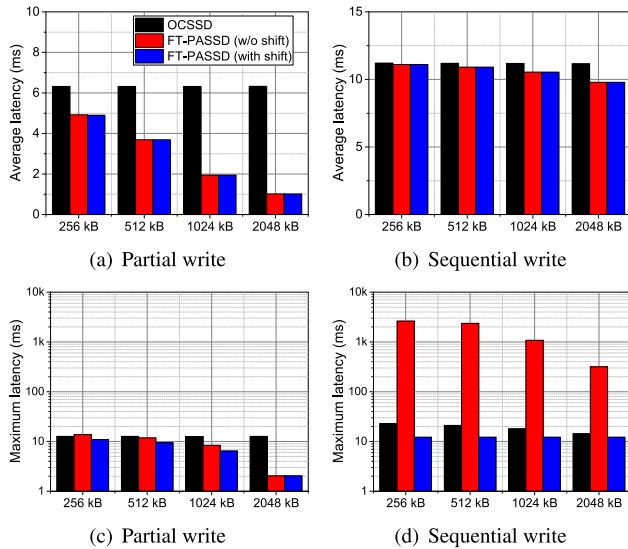 OCSSD
FT-PASSD (w/o shift)
FT-PASSD (with shift)
Average latency (ms)
10
8
6
4
2
0
256 kB 512 kB 1024 kB 2048 kB
(a) Partial write
Average latency (ms)
15
10
5
0
256 kB 512 kB 1024 kB 2048 kB
(b) Sequential write
Maximum latency (ms)
10k
1k
100
10
1
256 kB 512 kB 1024 kB 2048 kB
(c) Partial write
Maximum latency (ms)
10k
1k
100
10
1
256 kB 512 kB 1024 kB 2048 kB
(d) Sequential write